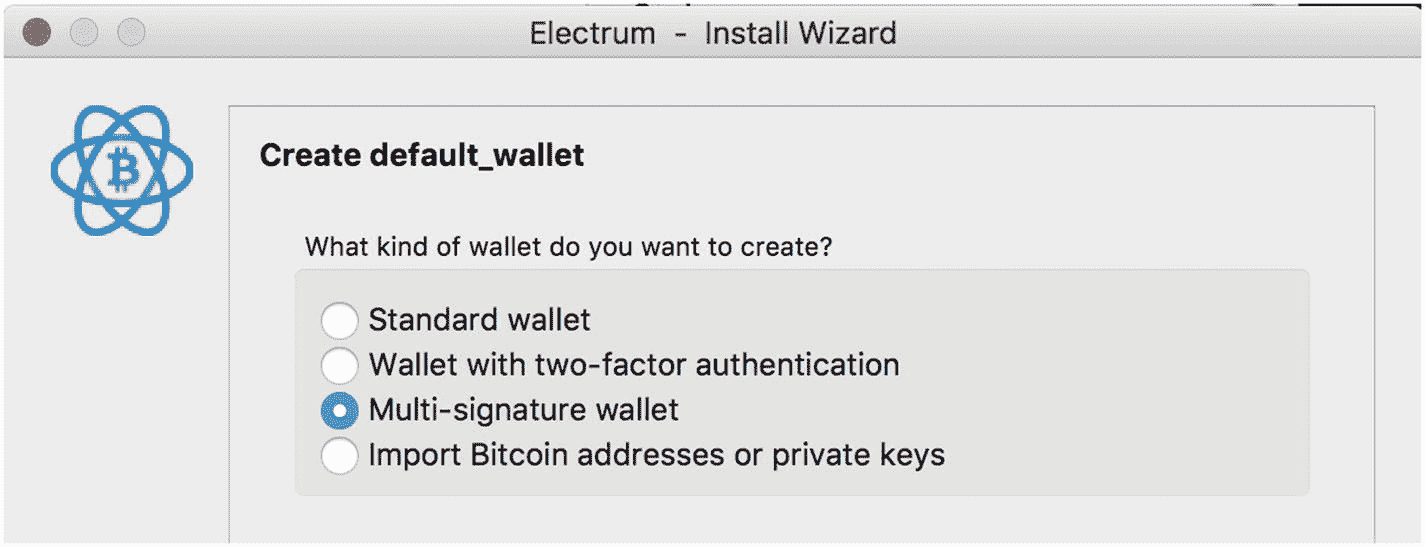 Electrum - Install Wizard
Create default_wallet
What kind of wallet do you want to create?
Standard wallet
Wallet with two-factor authentication
Multi-signature wallet
Import Bitcoin addresses or private keys